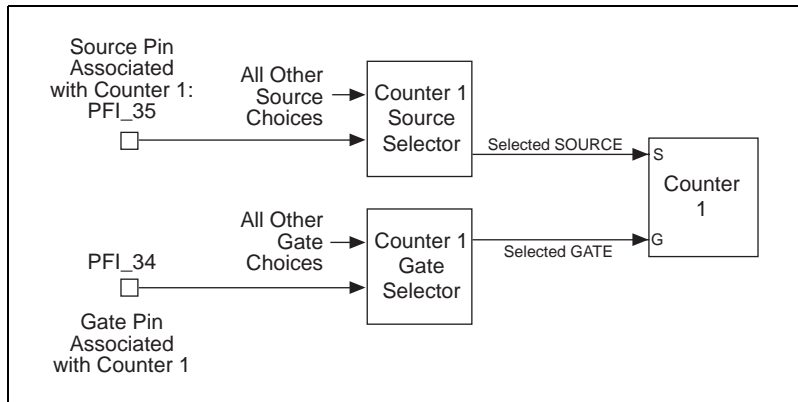 Source Pin
Associated
with Counter 1:
PFI_35
All Other
Source
Choices
Counter 1
Source
Selector
Selected SOURCE
S
Counter
1
G
PFI_34
Gate Pin
Associated
with Counter 1
All Other
Gate
Choices
Counter 1
Gate
Selector
Selected GATE